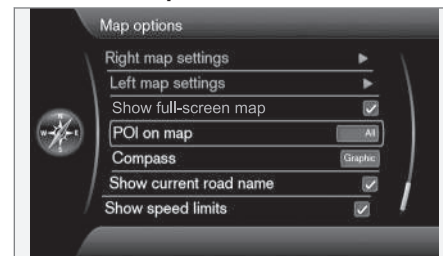 Map options
Right map settings
Left map settings
Show full-screen map
POI on map All
Compass Graphic
Show current road name
Show speed limits